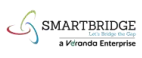 SMARTBRIDGE
Let's Bridge the Gap
a Veranda Enterprise